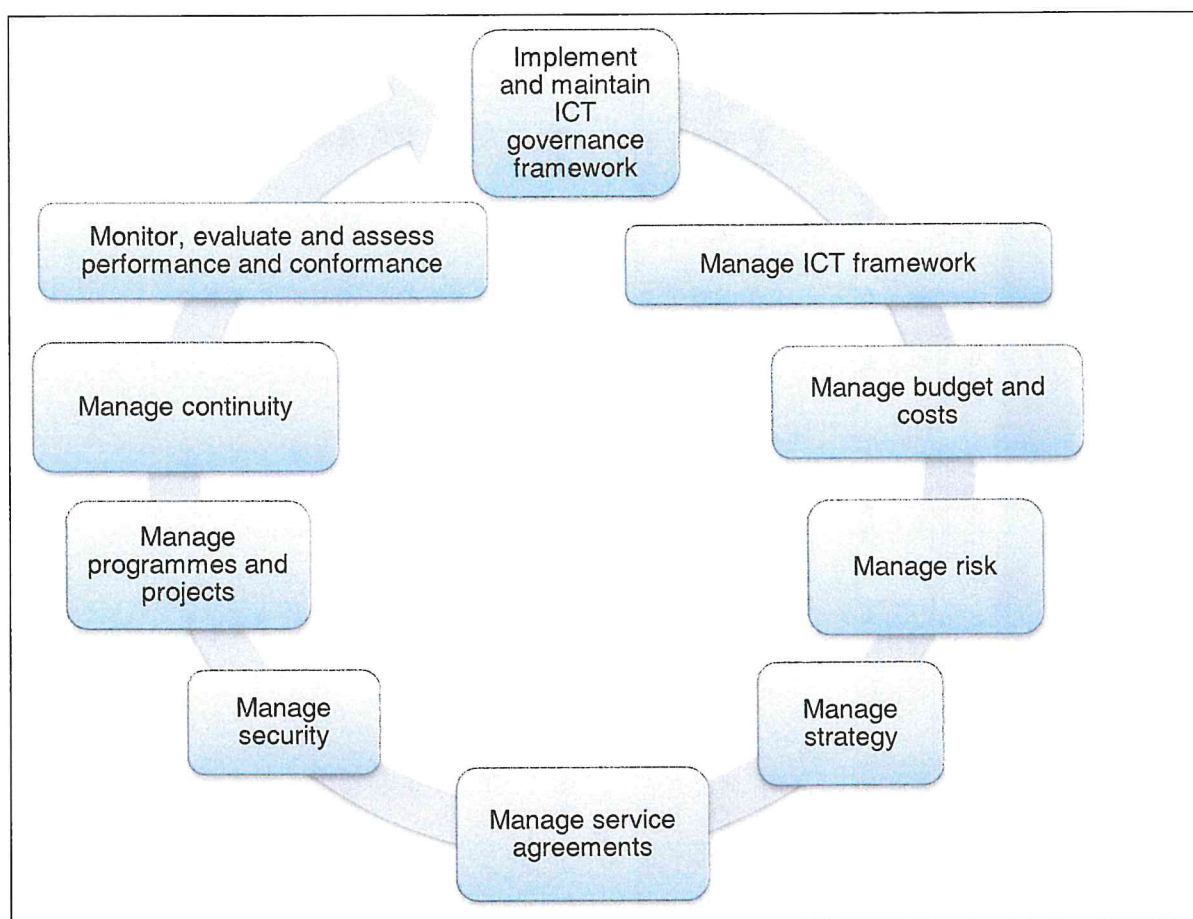 Implement
and maintain
ICT
governance
framework
Manage ICT framework
Manage budget and
costs
Manage risk
Manage
strategy
Manage service
agreements
Manage
security
Manage
programmes and
projects
Manage continuity
Monitor, evaluate and assess
performance and conformance